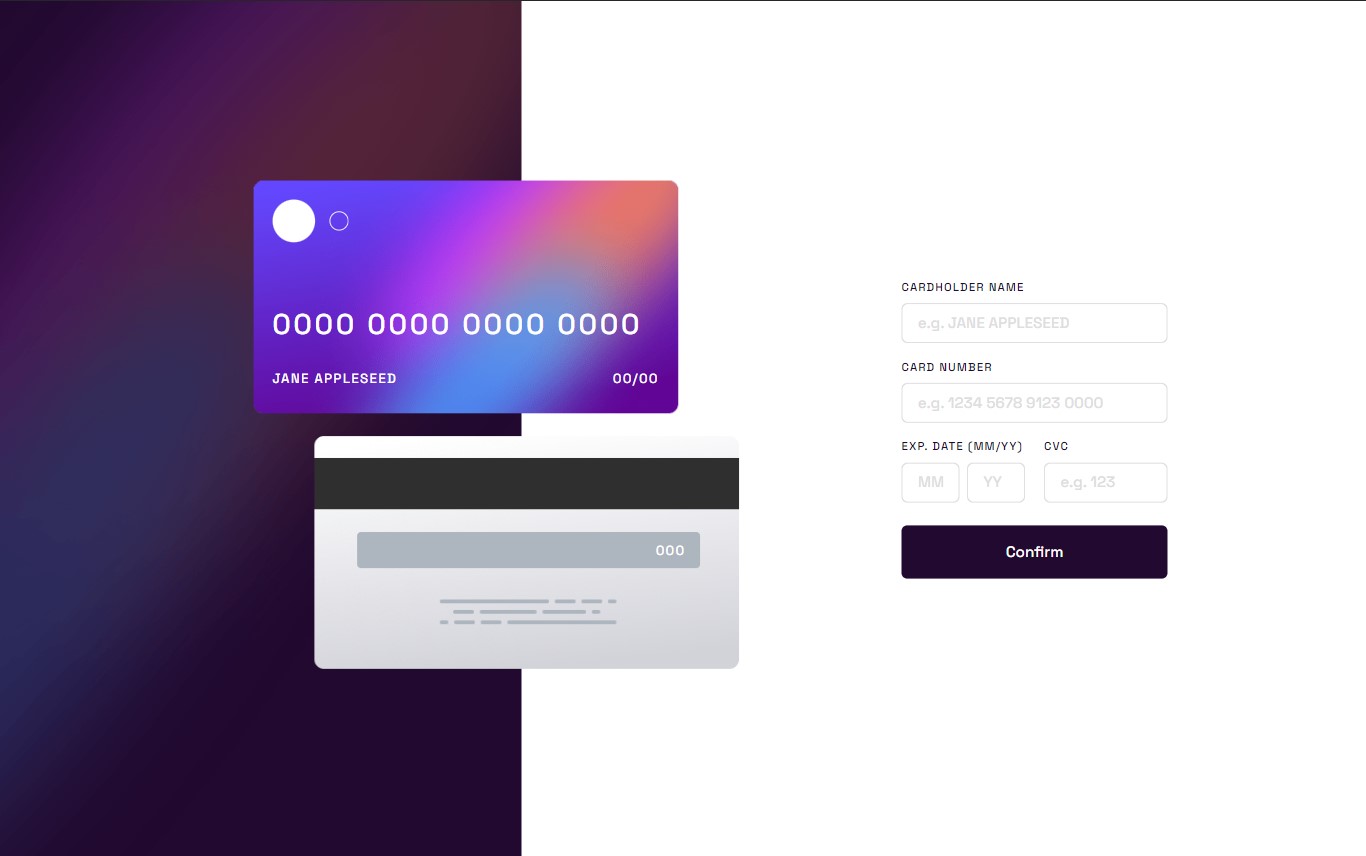 0000 0000 0000 0000
JANE APPLESEED 00/00
000
CARDHOLDER NAME
e.g. JANE APPLESEED
CARD NUMBER
e.g. 1234 5678 9123 0000
EXP. DATE (MM/YY) CVC
MM YY e.g. 123
Confirm